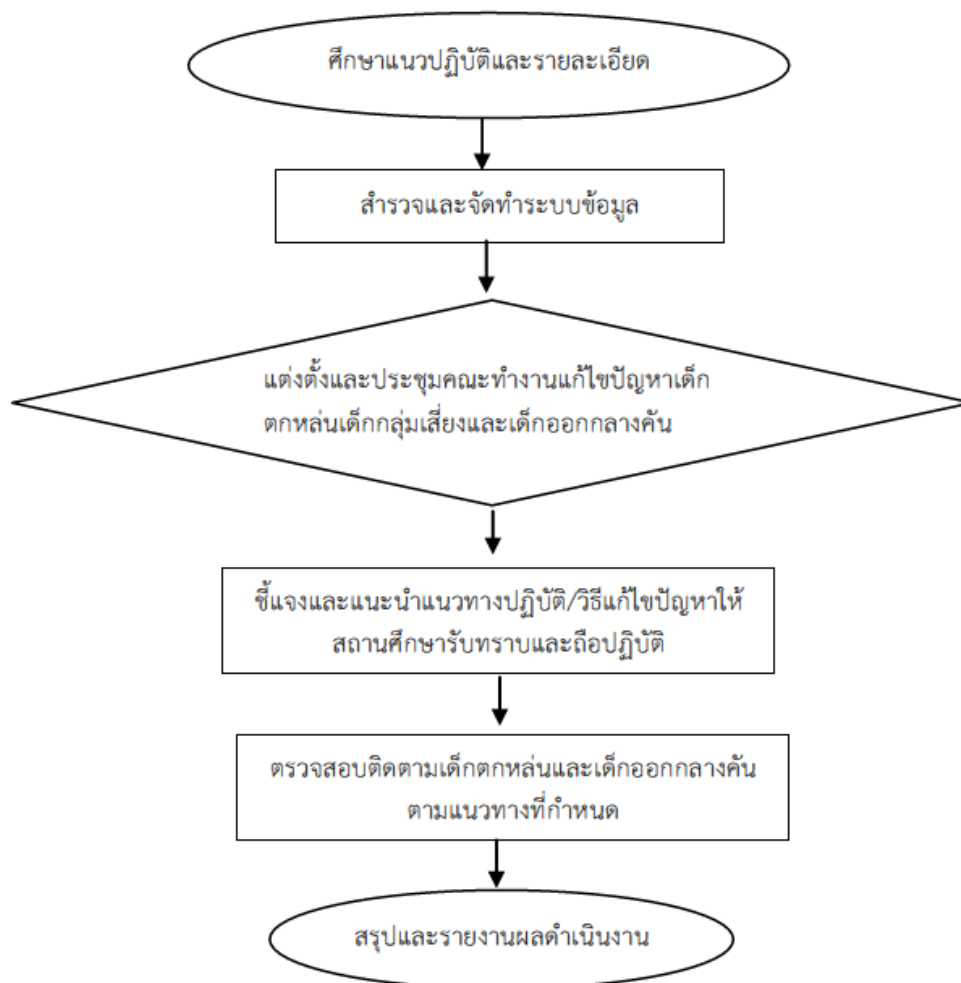 ศึกษาแนวปฏิบัติและรายละเอียด
สำรวจและจัดทำระบบข้อมูล
แต่งตั้งและประชุมคณะทำงานแก้ไขปัญหาเด็ก
ตกหล่นเด็กกลุ่มเสี่ยงและเด็กออกกลางคัน
ชี้แจงและแนะนำแนวทางปฏิบัติ/วิธีแก้ไขปัญหาให้
สถานศึกษารับทราบและถือปฏิบัติ
ตรวจสอบติดตามเด็กตกหล่นและเด็กออกกลางคัน
ตามแนวทางที่กำหนด
สรุปและรายงานผลดำเนินงาน